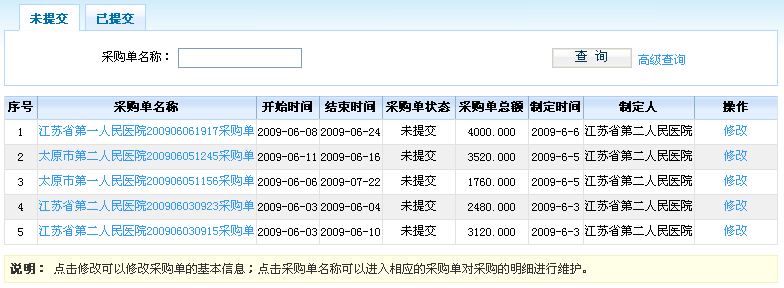 未提交 已提交
采购单名称： 查 询 高级查询
序号 采购单名称 开始时间 结束时间 采购单状态 采购单总额 制定时间 制定人 操作
1 江苏省第一人民医院200906061917采购单 2009-06-08 2009-06-24 未提交 4000.000 2009-6-6 江苏省第二人民医院 修改
2 太原市第二人民医院200906051245采购单 2009-06-11 2009-06-16 未提交 3520.000 2009-6-5 江苏省第二人民医院 修改
3 太原市第一人民医院200906051156采购单 2009-06-06 2009-07-22 未提交 1760.000 2009-6-5 江苏省第二人民医院 修改
4 江苏省第二人民医院200906030923采购单 2009-06-03 2009-06-04 未提交 2480.000 2009-6-3 江苏省第二人民医院 修改
5 江苏省第二人民医院200906030915采购单 2009-06-03 2009-06-10 未提交 3120.000 2009-6-3 江苏省第二人民医院 修改
说明： 点击修改可以修改采购单的基本信息；点击采购单名称可以进入相应的采购单对采购的明细进行维护。